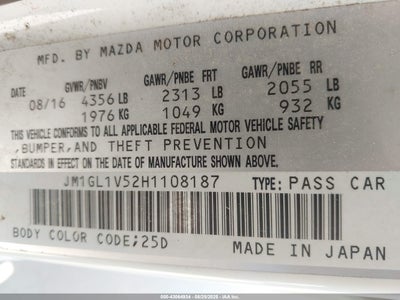 MFD. BY MAZDA MOTOR CORPORATION
DATE GVWR/PNBV GAWR/PNBE FRT GAWR/PNBE RR
08/16 4356 LB 2313 LB 2055 LB
1976 KG 1049 KG 932 KG
THIS VEHICLE CONFORMS TO ALL APPLICABLE FEDERAL MOTOR VEHICLE SAFETY,
BUMPER, AND THEFT PREVENTION
STANDARDS IN EFFECT ON THE DATE OF MANUFACTURE SHOWN ABOVE.
JM1GL1V52H1108187 TYPE: PASS CAR
BODY COLOR CODE;25D MADE IN JAPAN